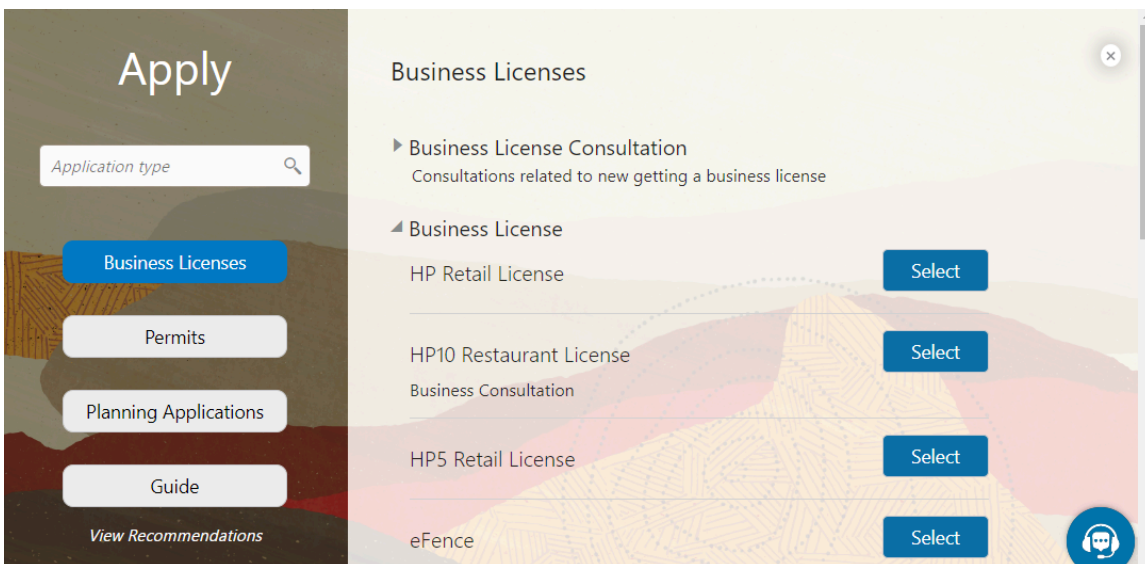 Apply
Application type
Business Licenses
Permits
Planning Applications
Guide
View Recommendations
Business Licenses
Business License Consultation
Consultations related to new getting a business license
Business License
HP Retail License
Select
HP10 Restaurant License
Select
Business Consultation
HP5 Retail License
Select
eFence
Select